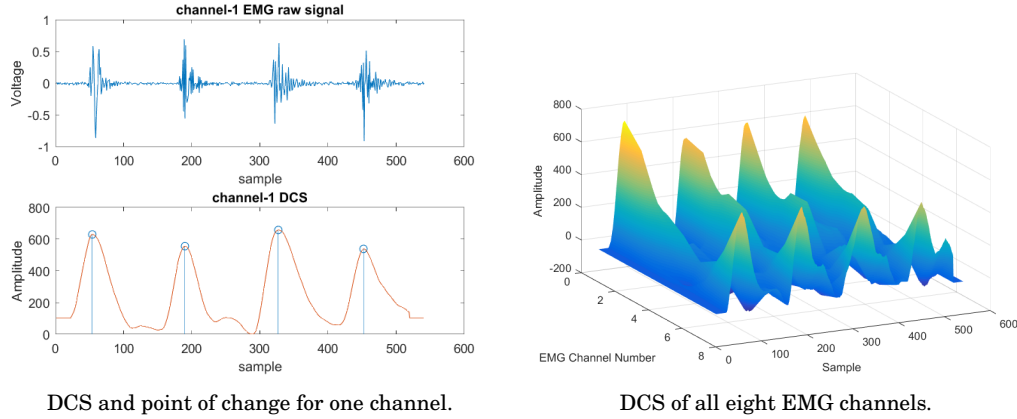 channel-1 EMG raw signal
1
0.5
0
-0.5
-1
Voltage
0 100 200 300 400 500 600
sample
channel-1 DCS
800
600
400
200
0
Amplitude
0 100 200 300 400 500 600
sample
DCS and point of change for one channel.
800
600
400
200
0
-200
Amplitude
0
2
4
6
8
EMG Channel Number
0 100 200 300 400 500 600
Sample
DCS of all eight EMG channels.